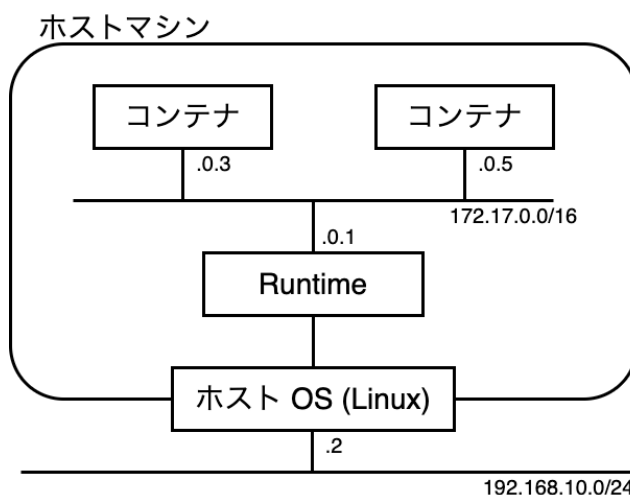 ホストマシン
コンテナ
コンテナ
.0.3
.0.5
172.17.0.0/16
.0.1
Runtime
ホスト OS (Linux)
.2
192.168.10.0/24